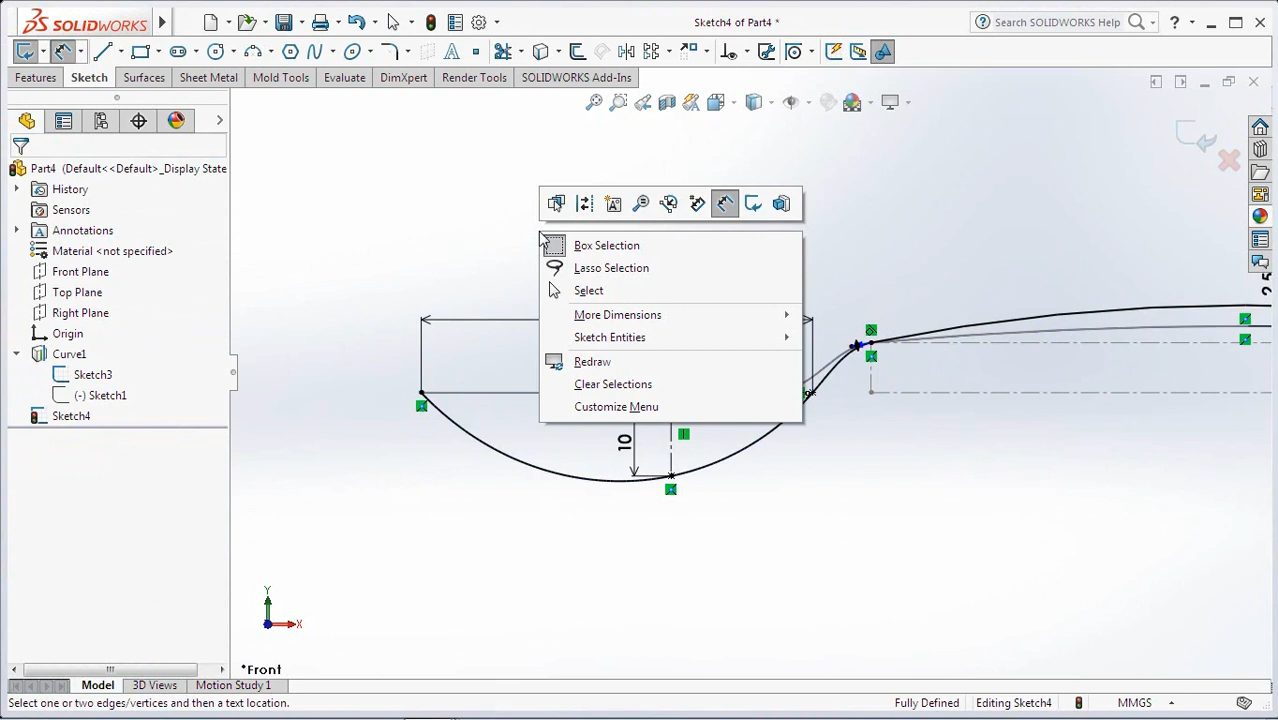 SOLIDWORKS
Sketch4 of Part4 *
Search SOLIDWORKS Help
?
A
Features
Sketch
Surfaces
Sheet Metal
Mold Tools
Evaluate
DimXpert
Render Tools
SOLIDWORKS Add-Ins
Part4 (Default<<Default>_Display State
History
Sensors
Annotations
Material <not specified>
Front Plane
Top Plane
Right Plane
Origin
Curve1
Sketch3
(-) Sketch1
Sketch4
Box Selection
Lasso Selection
Select
More Dimensions
Sketch Entities
Redraw
Clear Selections
Customize Menu
10
Y
X
*Front
Model
3D Views
Motion Study 1
Select one or two edges/vertices and then a text location.
Fully Defined
Editing Sketch4
MMGS